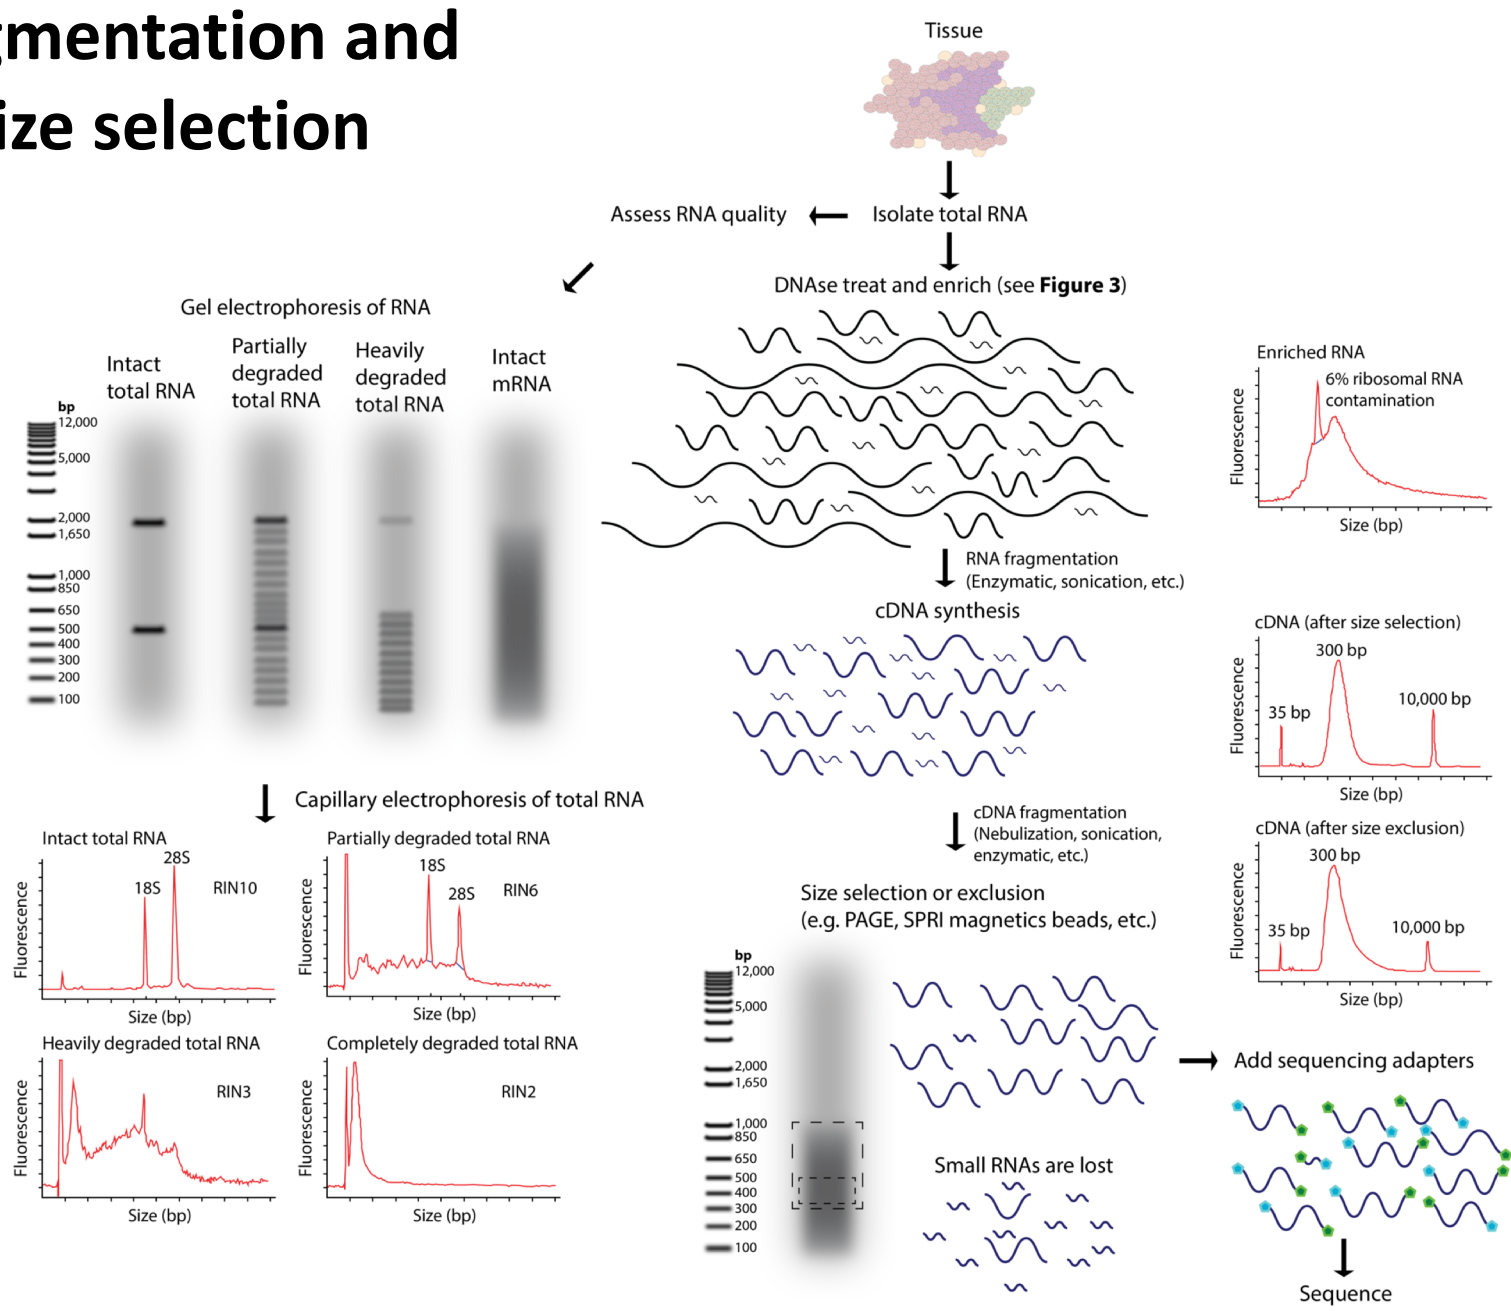 gmentation and
ize selection
Tissue
Assess RNA quality
Isolate total RNA
DNAse treat and enrich (see Figure 3)
Gel electrophoresis of RNA
Intact
total RNA
Partially
degraded
total RNA
Heavily
degraded
total RNA
Intact
mRNA
bp
12,000
5,000
2,000
1,650
1,000
850
650
500
400
300
200
100
Enriched RNA
6% ribosomal RNA
contamination
Fluorescence
Size (bp)
RNA fragmentation
(Enzymatic, sonication, etc.)
cDNA synthesis
cDNA (after size selection)
300 bp
35 bp
10,000 bp
Fluorescence
Size (bp)
Capillary electrophoresis of total RNA
Intact total RNA
28S
18S
RIN10
Fluorescence
Size (bp)
Partially degraded total RNA
18S
28S
RIN6
Fluorescence
Size (bp)
Heavily degraded total RNA
RIN3
Fluorescence
Size (bp)
Completely degraded total RNA
RIN2
Fluorescence
Size (bp)
cDNA fragmentation
(Nebulization, sonication,
enzymatic, etc.)
cDNA (after size exclusion)
300 bp
35 bp
10,000 bp
Fluorescence
Size (bp)
Size selection or exclusion
(e.g. PAGE, SPRI magnetics beads, etc.)
bp
12,000
5,000
2,000
1,650
1,000
850
650
500
400
300
200
100
Small RNAs are lost
Add sequencing adapters
Sequence